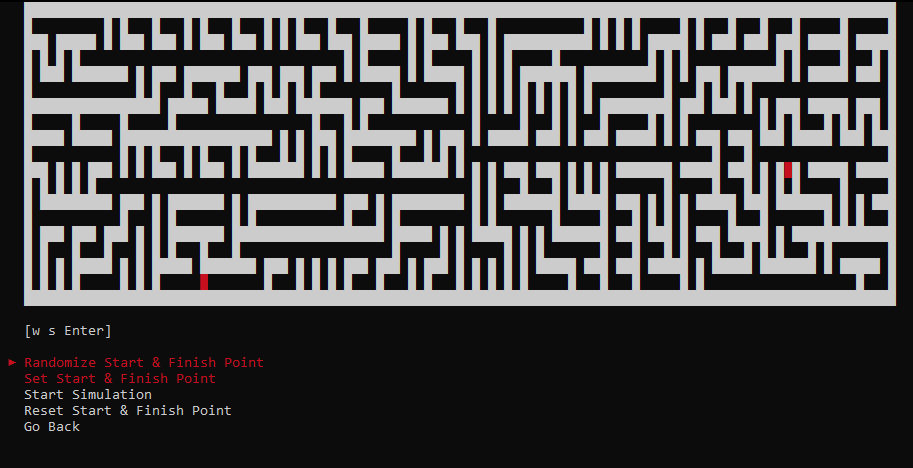 [w s Enter]
► Randomize Start & Finish Point
Set Start & Finish Point
Start Simulation
Reset Start & Finish Point
Go Back